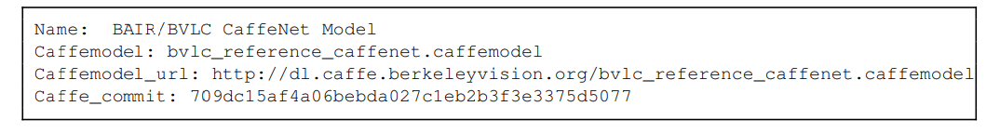 Name:  BAIR/BVLC CaffeNet Model
Caffemodel: bvlc_reference_caffenet.caffemodel
Caffemodel_url: http://dl.caffe.berkeleyvision.org/bvlc_reference_caffenet.caffemodel
Caffe_commit: 709dc15af4a06bebda027c1eb2b3f3e3375d5077